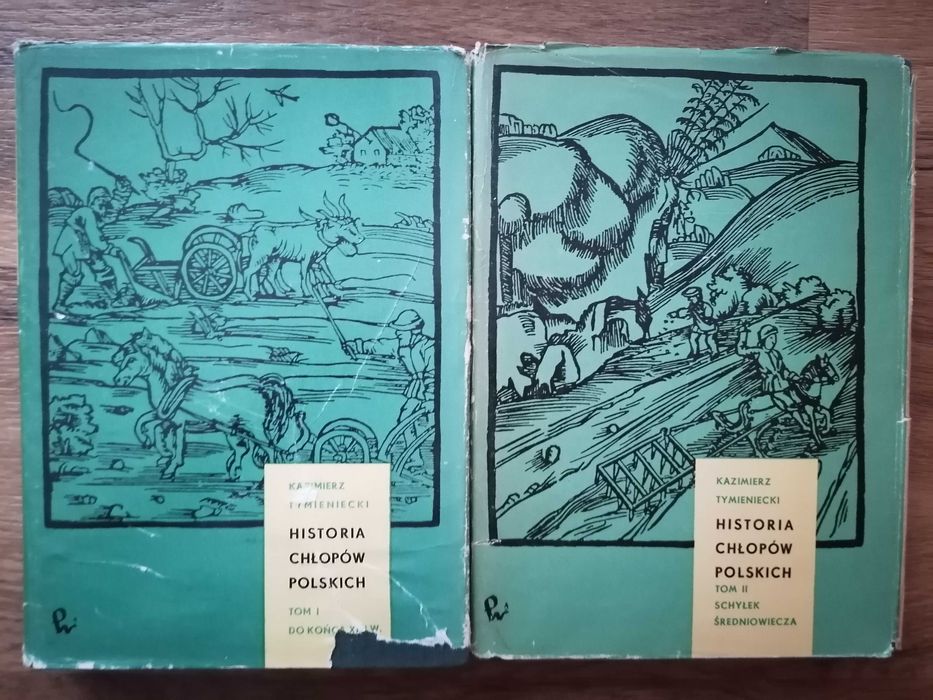 KAZIMIERZ
TYMIENIECKI
HISTORIA
CHŁOPÓW
POLSKICH
TOM I
DO KOŃCA
KAZIMIERZ
TYMIENIECKI
HISTORIA
CHŁOPÓW
POLSKICH
TOM II
SCHYŁEK
ŚREDNIOWIECZA